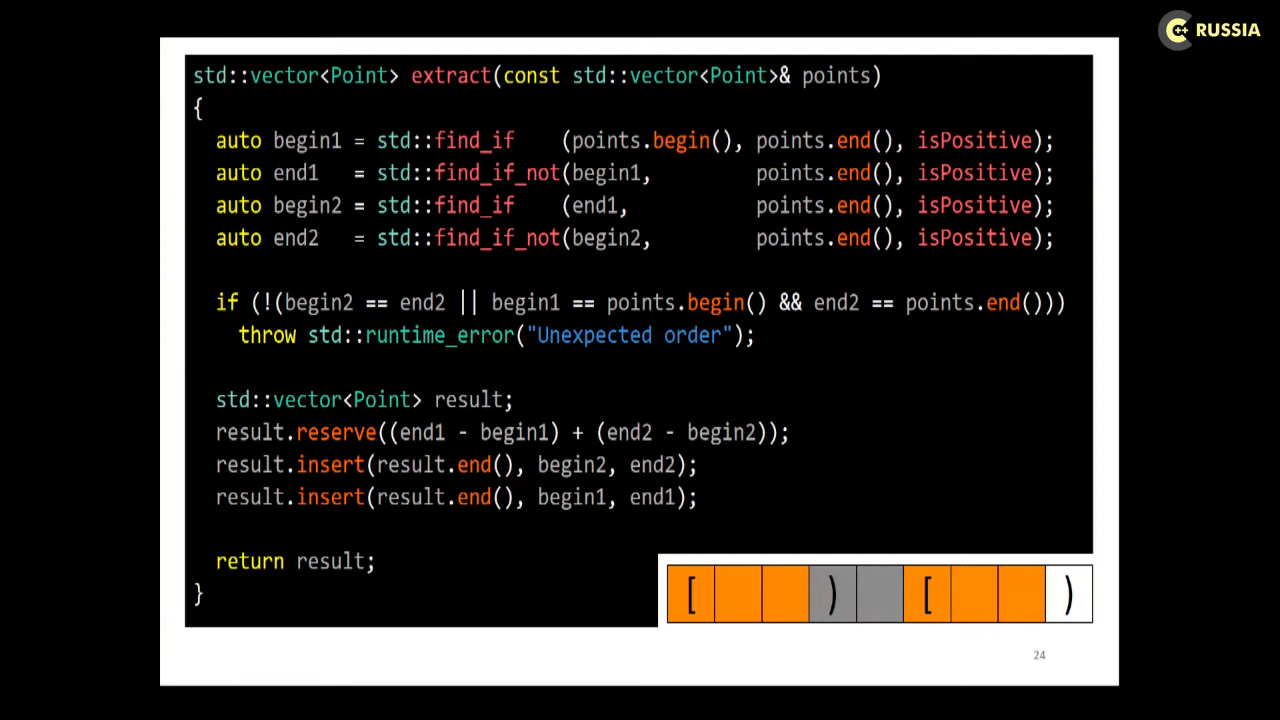 C++ RUSSIA
std::vector<Point> extract(const std::vector<Point>& points)
{
  auto begin1 = std::find_if    (points.begin(), points.end(), isPositive);
  auto end1   = std::find_if_not(begin1,         points.end(), isPositive);
  auto begin2 = std::find_if    (end1,           points.end(), isPositive);
  auto end2   = std::find_if_not(begin2,         points.end(), isPositive);
  if (!(begin2 == end2 || begin1 == points.begin() && end2 == points.end()))
    throw std::runtime_error("Unexpected order");
  std::vector<Point> result;
  result.reserve((end1 - begin1) + (end2 - begin2));
  result.insert(result.end(), begin2, end2);
  result.insert(result.end(), begin1, end1);
  return result;
}
[ ) [ )
24